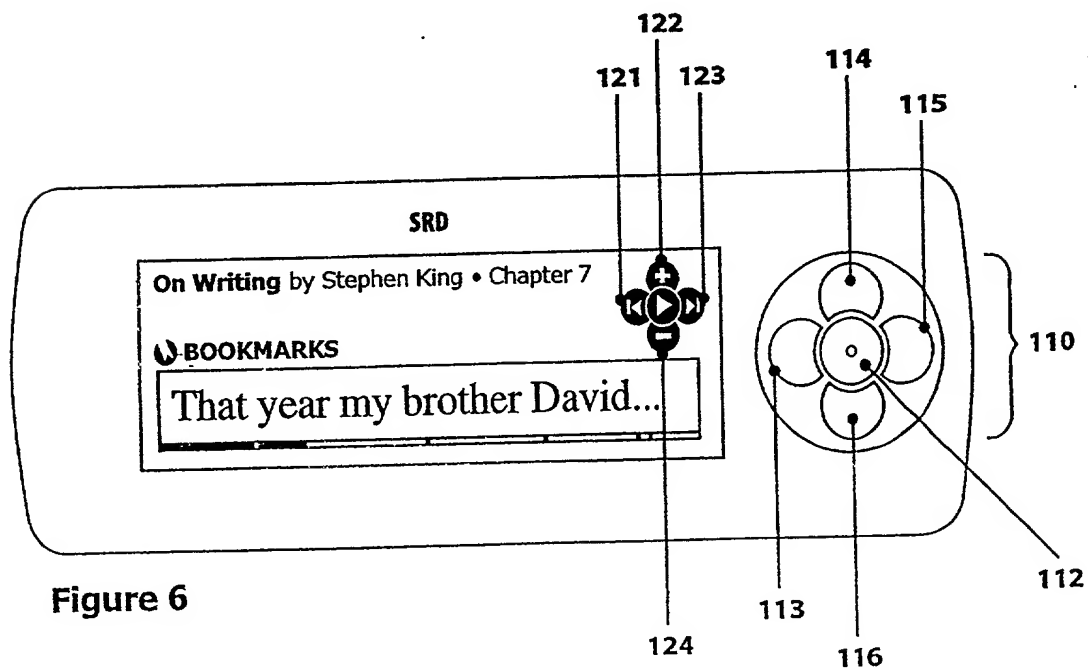 122
114
121
123
115
SRD
On Writing by Stephen King • Chapter 7
BOOKMARKS
That year my brother David...
110
112
113
124
116
Figure 6